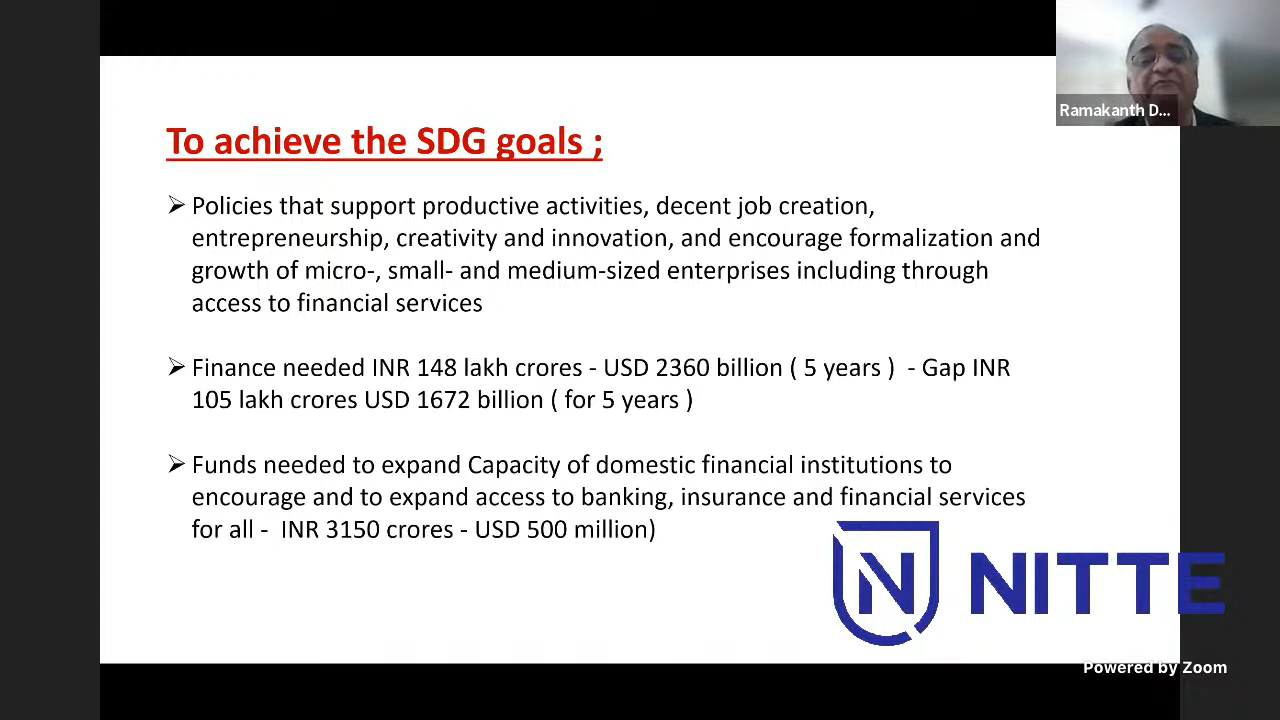 Ramakanth D...
To achieve the SDG goals ;
Policies that support productive activities, decent job creation,
entrepreneurship, creativity and innovation, and encourage formalization and
growth of micro-, small- and medium-sized enterprises including through
access to financial services
Finance needed INR 148 lakh crores - USD 2360 billion ( 5 years ) - Gap INR
105 lakh crores USD 1672 billion ( for 5 years )
Funds needed to expand Capacity of domestic financial institutions to
encourage and to expand access to banking, insurance and financial services
for all - INR 3150 crores - USD 500 million)
N NITTE
Powered by Zoom